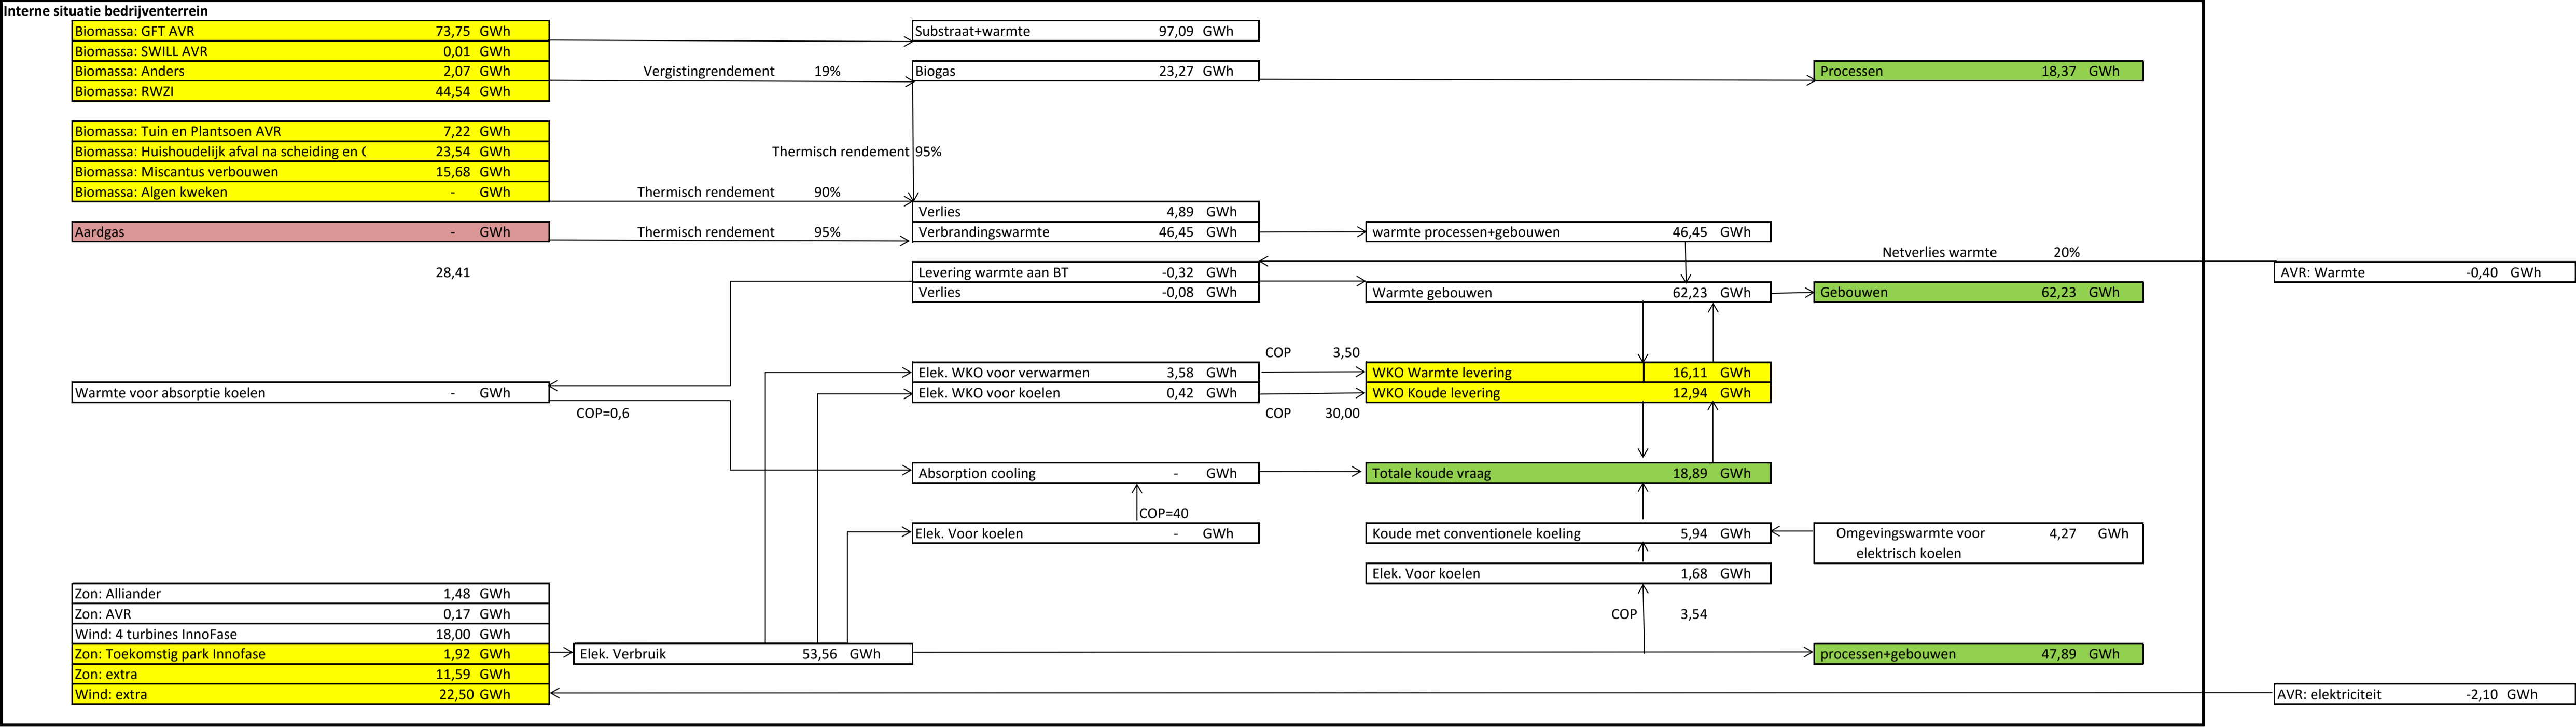 Interne situatie bedrijventerrein
Biomassa: GFT AVR 73,75 GWh Substraat+warmte 97,09 GWh
Biomassa: SWILL AVR 0,01 GWh
Biomassa: Anders 2,07 GWh Vergistingrendement 19% Biogas 23,27 GWh Processen 18,37 GWh
Biomassa: RWZI 44,54 GWh
Biomassa: Tuin en Plantsoen AVR 7,22 GWh
Biomassa: Huishoudelijk afval na scheiding en 23,54 GWh Thermisch rendement 95%
Biomassa: Miscantus verbouwen 15,68 GWh
Biomassa: Algen kweken - GWh Thermisch rendement 90%
Verlies 4,89 GWh
Aardgas - GWh Thermisch rendement 95% Verbrandingswarmte 46,45 GWh warmte processen+gebouwen 46,45 GWh
Netverlies warmte 20%
28,41 Levering warmte aan BT -0,32 GWh AVR: Warmte -0,40 GWh
Verlies -0,08 GWh Warmte gebouwen 62,23 GWh Gebouwen 62,23 GWh
COP 3,50
Elek. WKO voor verwarmen 3,58 GWh WKO Warmte levering 16,11 GWh
Warmte voor absorptie koelen - GWh Elek. WKO voor koelen 0,42 GWh WKO Koude levering 12,94 GWh
COP=0,6 COP 30,00
Absorption cooling - GWh Totale koude vraag 18,89 GWh
COP=40
Elek. Voor koelen - GWh Koude met conventionele koeling 5,94 GWh Omgevingswarmte voor 4,27 GWh
elektrisch koelen
Elek. Voor koelen 1,68 GWh
Zon: Alliander 1,48 GWh
Zon: AVR 0,17 GWh COP 3,54
Wind: 4 turbines InnoFase 18,00 GWh
Zon: Toekomstig park Innofase 1,92 GWh Elek. Verbruik 53,56 GWh processen+gebouwen 47,89 GWh
Zon: extra 11,59 GWh
Wind: extra 22,50 GWh AVR: elektriciteit -2,10 GWh